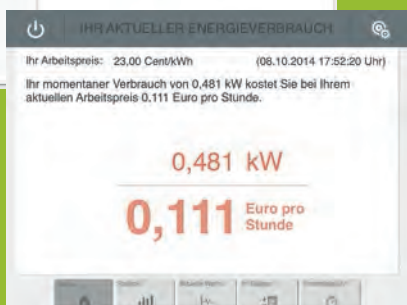 IHR AKTUELLER ENERGIEVERBRAUCH
Ihr Arbeitspreis: 23,00 Cent/kWh (08.10.2014 17:52:20 Uhr)
Ihr momentaner Verbrauch von 0,481 kW kostet Sie bei Ihrem
aktuellen Arbeitspreis 0,111 Euro pro Stunde.
0,481 kW
0,111 Euro pro
Stunde